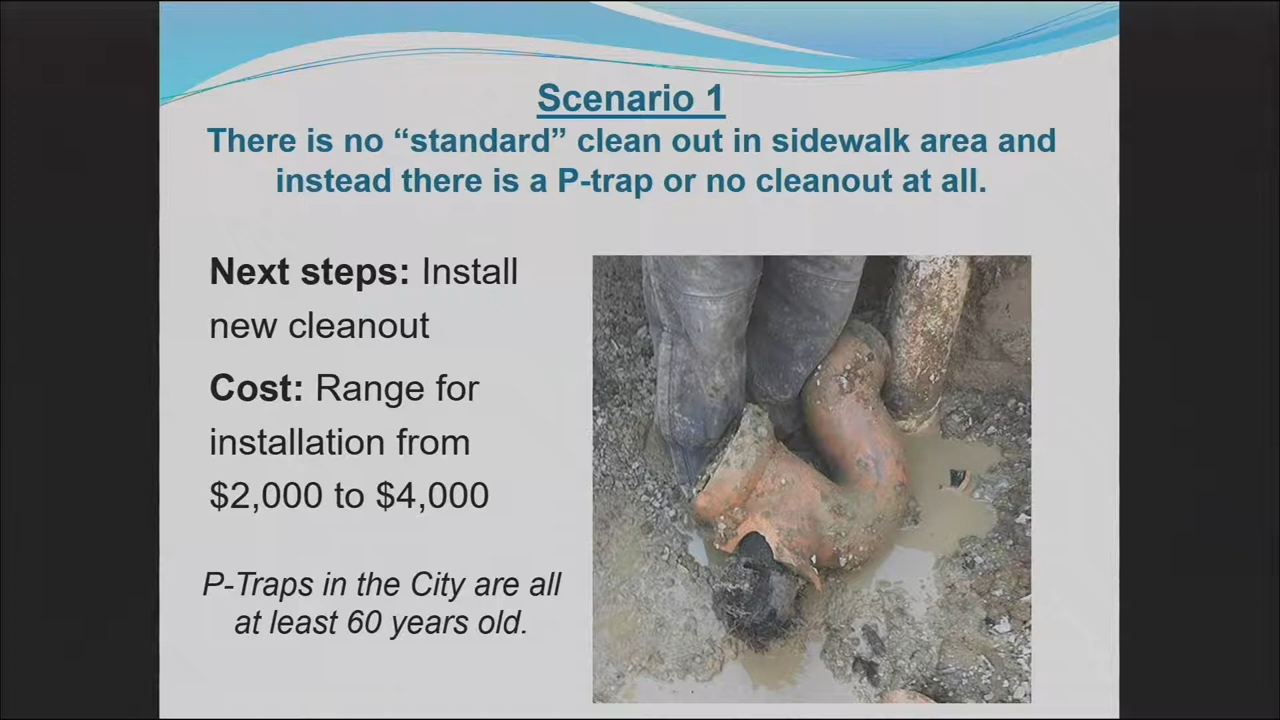 Scenario 1
There is no “standard” clean out in sidewalk area and
instead there is a P-trap or no cleanout at all.
Next steps: Install
new cleanout
Cost: Range for
installation from
$2,000 to $4,000
P-Traps in the City are all
at least 60 years old.